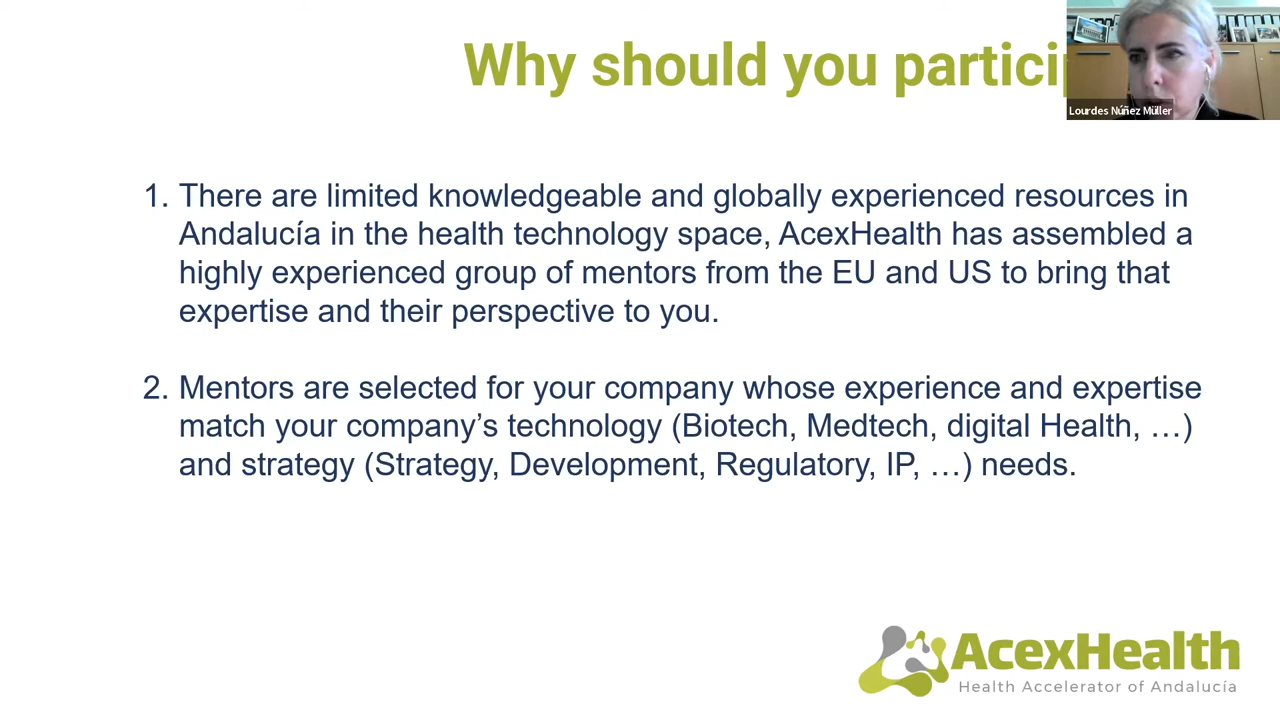 Why should you partici
Lourdes Núñez Müller
1. There are limited knowledgeable and globally experienced resources in
Andalucía in the health technology space, AcexHealth has assembled a
highly experienced group of mentors from the EU and US to bring that
expertise and their perspective to you.
2. Mentors are selected for your company whose experience and expertise
match your company’s technology (Biotech, Medtech, digital Health, …)
and strategy (Strategy, Development, Regulatory, IP, …) needs.
AcexHealth
Health Accelerator of Andalucía